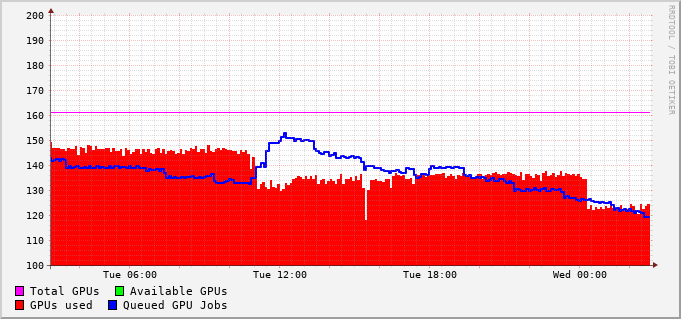 200
190
180
170
160
150
140
130
120
110
100
Tue 06:00 Tue 12:00 Tue 18:00 Wed 00:00
Total GPUs Available GPUs
GPUs used Queued GPU Jobs
RRDTOOL / TOBI OETIKER